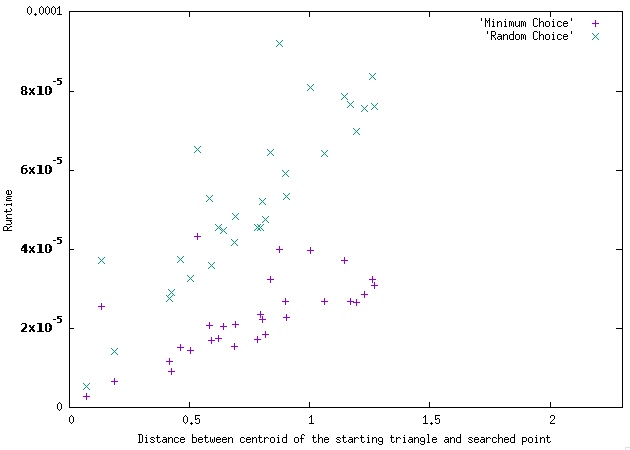 0.0001
'Minimum Choice'
'Random Choice'
8x10-5
6x10-5
4x10-5
2x10-5
0
Runtime
0 0.5 1 1.5 2
Distance between centroid of the starting triangle and searched point